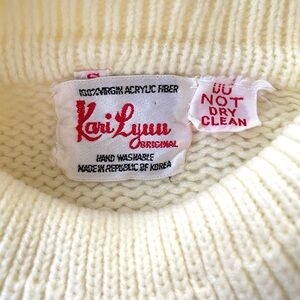 S
100% VIRGIN ACRYLIC FIBER
Kari Lynn
ORIGINAL
HAND WASHABLE
MADE IN REPUBLIC OF KOREA
DO
NOT
DRY
CLEAN